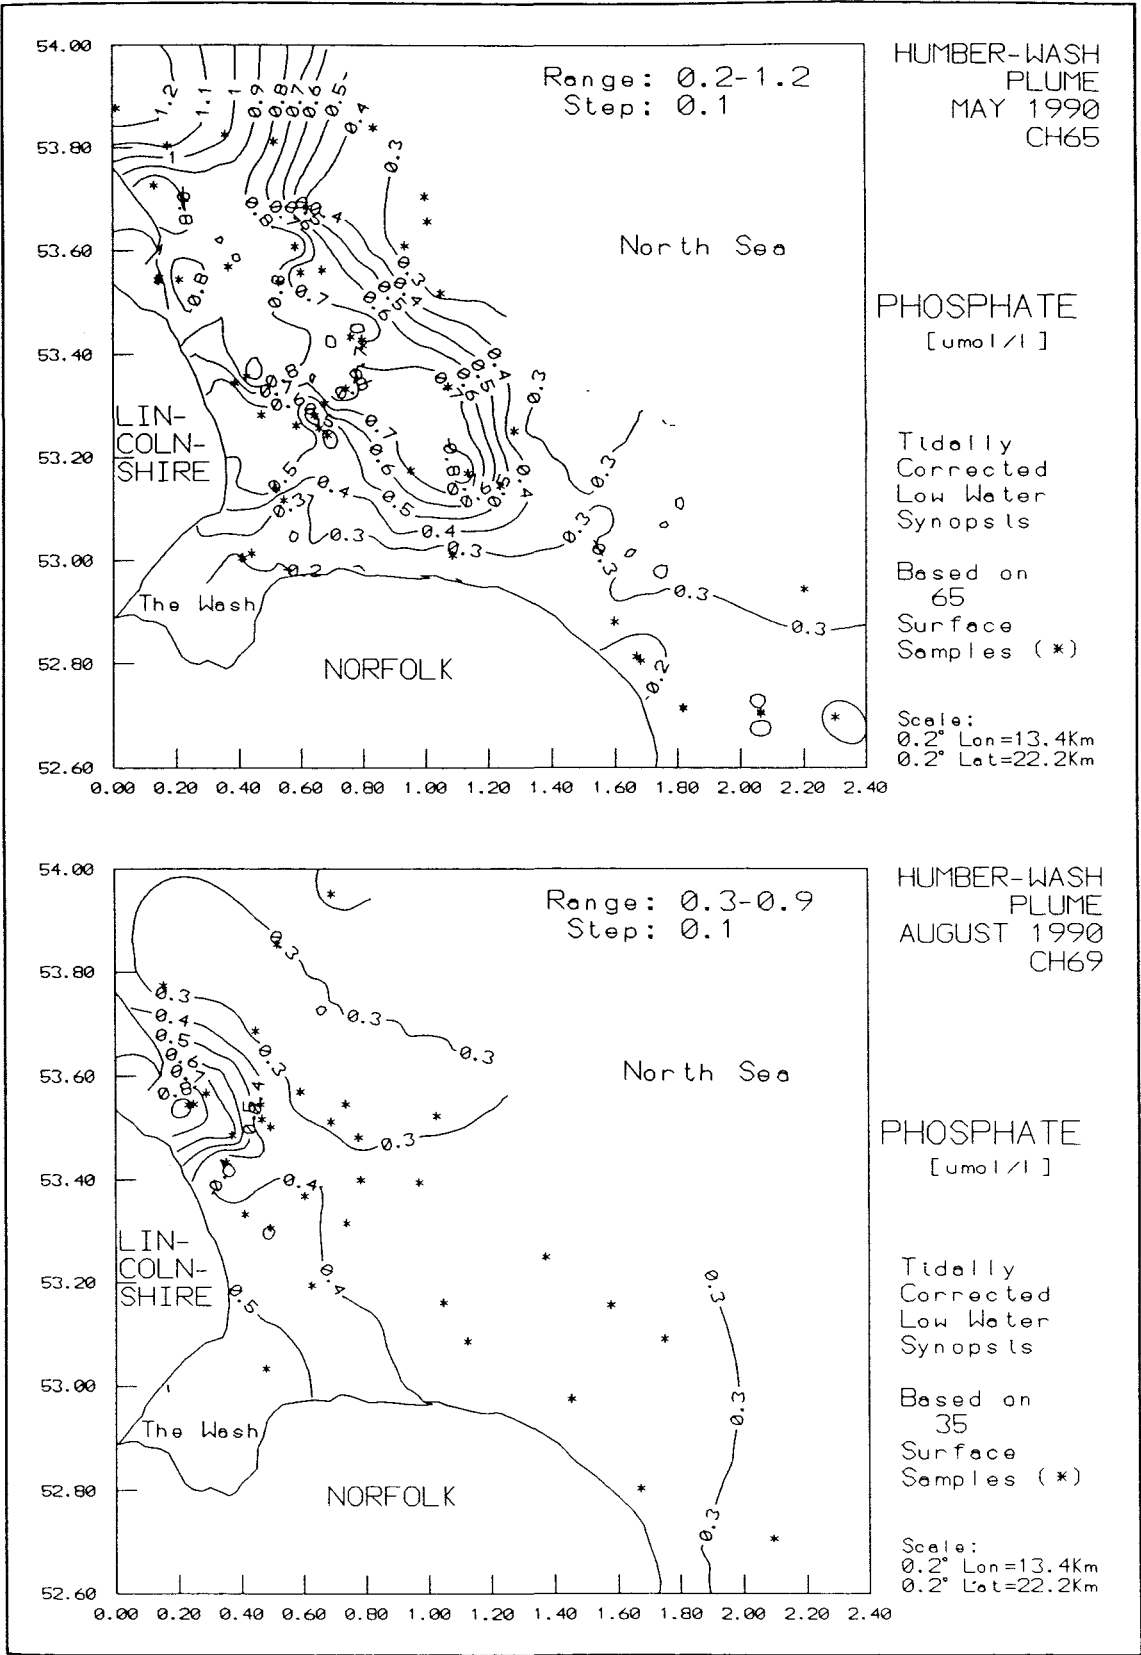 HUMBER-WASH
PLUME
MAY 1990
CH65
Range: 0.2-1.2
Step: 0.1
North Sea
PHOSPHATE
[umol/l]
LIN-
COLN-
SHIRE
The Wash
NORFOLK
Tidally
Corrected
Low Water
Synopsis
Based on
65
Surface
Samples (*)
Scale:
0.2° Lon=13.4Km
0.2° Lat=22.2Km
54.00
53.80
53.60
53.40
53.20
53.00
52.80
52.60
0.00 0.20 0.40 0.60 0.80 1.00 1.20 1.40 1.60 1.80 2.00 2.20 2.40
HUMBER-WASH
PLUME
AUGUST 1990
CH69
Range: 0.3-0.9
Step: 0.1
North Sea
PHOSPHATE
[umol/l]
LIN-
COLN-
SHIRE
The Wash
NORFOLK
Tidally
Corrected
Low Water
Synopsis
Based on
35
Surface
Samples (*)
Scale:
0.2° Lon=13.4Km
0.2° Lat=22.2Km
54.00
53.80
53.60
53.40
53.20
53.00
52.80
52.60
0.00 0.20 0.40 0.60 0.80 1.00 1.20 1.40 1.60 1.80 2.00 2.20 2.40